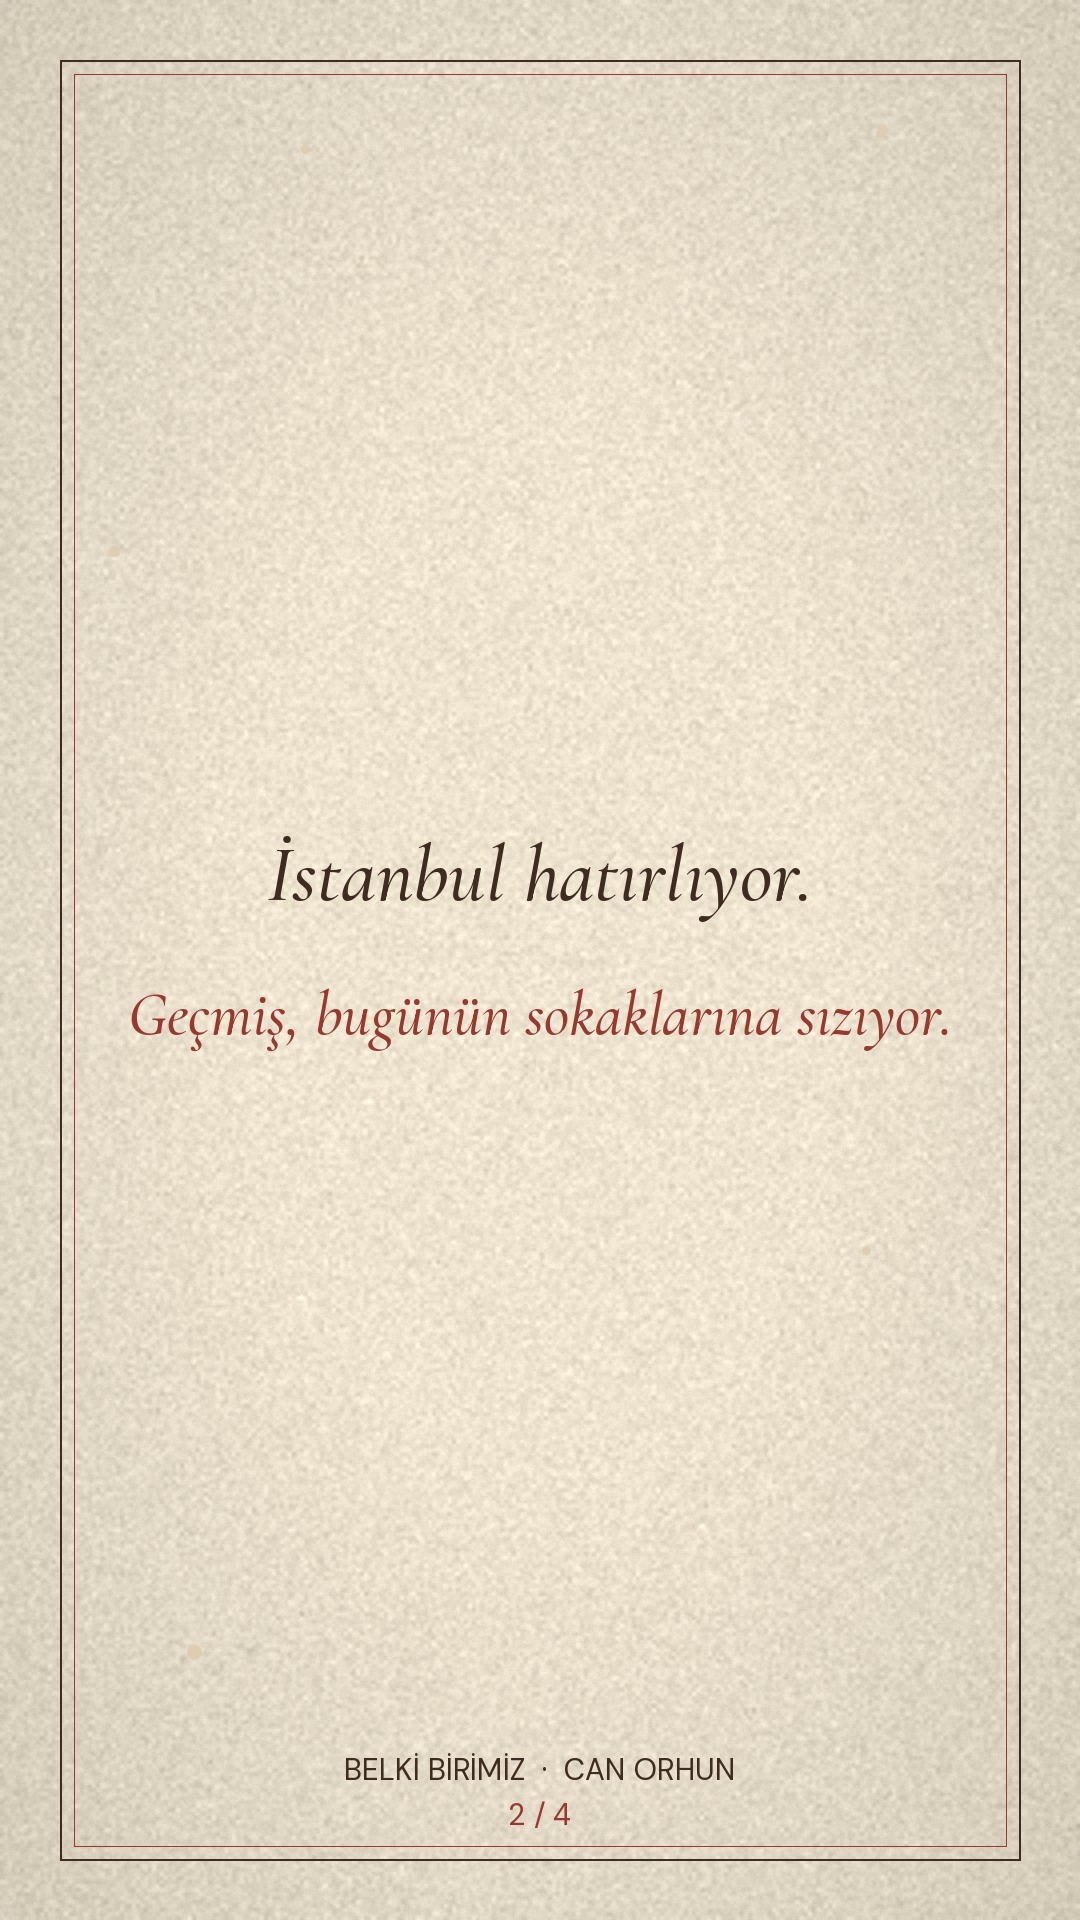 İstanbul hatırlıyor.
Geçmiş, bugünün sokaklarına sızıyor.
BELKİ BİRİMİZ · CAN ORHUN
2 / 4